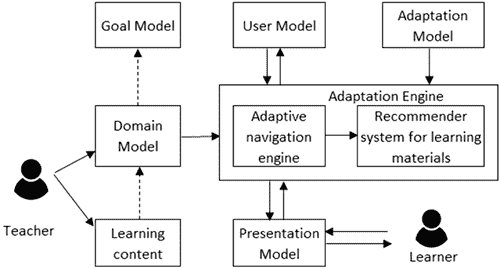 Goal Model
User Model
Adaptation
Model
Adaptation Engine
Domain
Model
Adaptive
navigation
engine
Recommender
system for learning
materials
Teacher
Learning
content
Presentation
Model
Learner